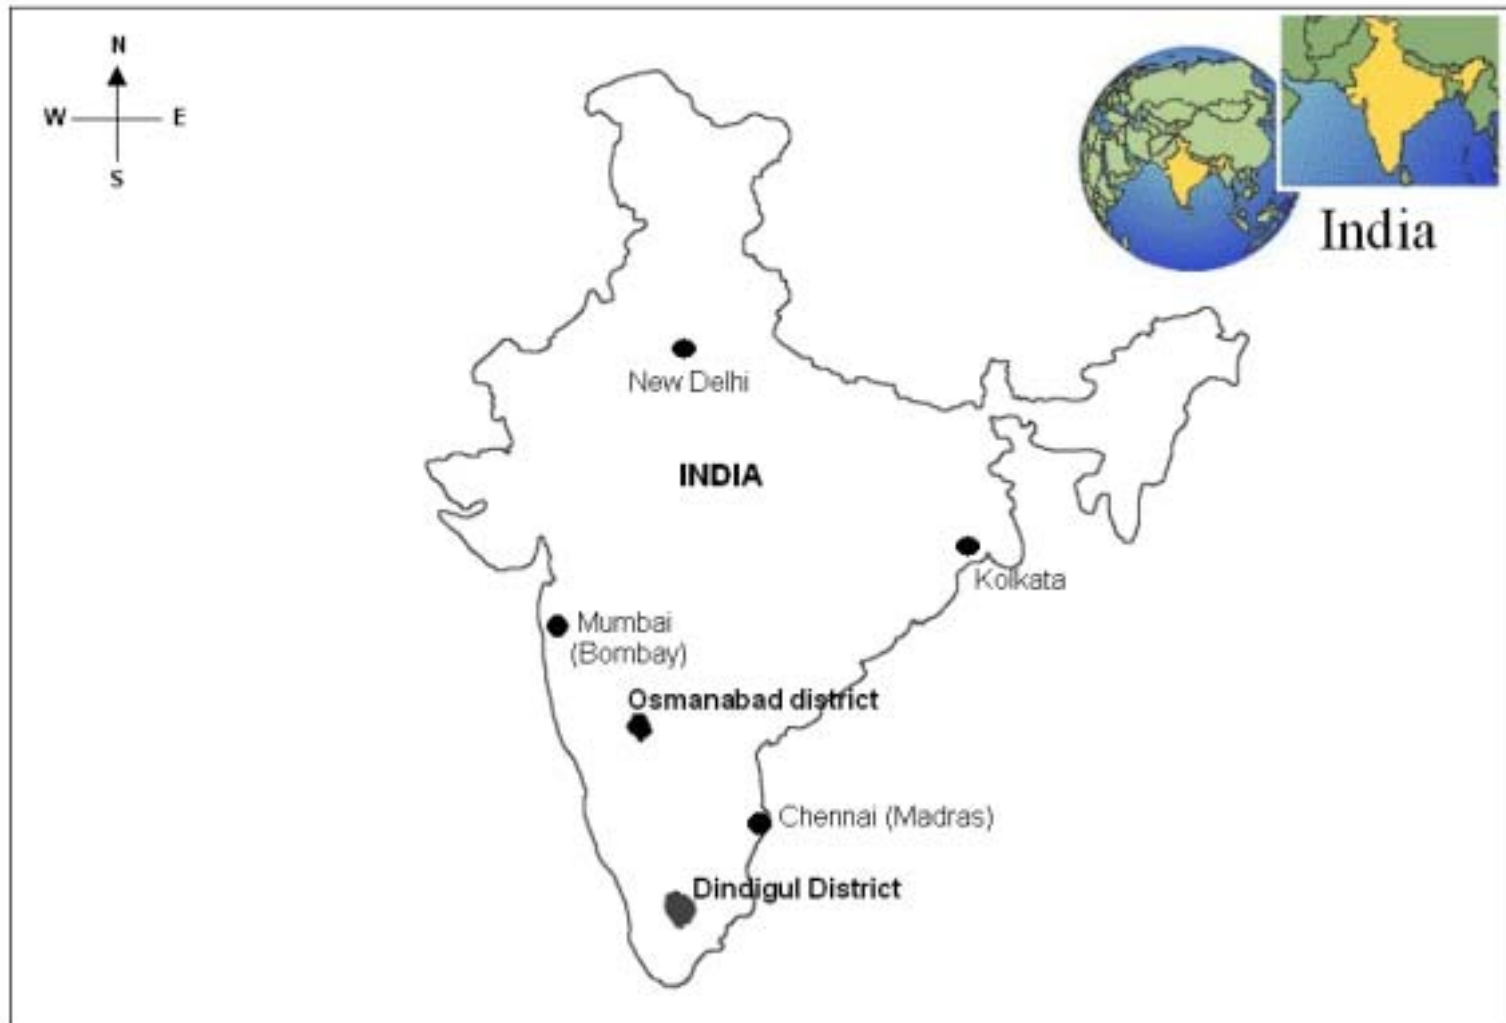 N
W E
S
India
New Delhi
INDIA
Kolkata
Mumbai
(Bombay)
Osmanabad district
Chennai (Madras)
Dindigul District